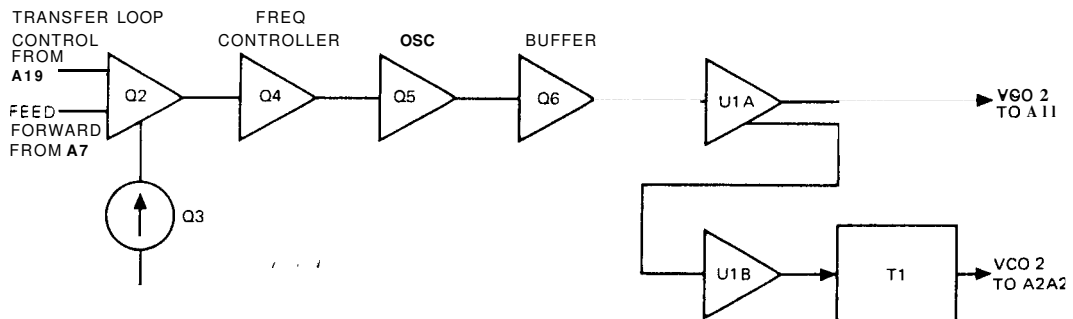 TRANSFER LOOP
CONTROL
FROM
A19
FEED
FORWARD
FROM A7
Q2
Q3
FREQ
CONTROLLER
Q4
OSC
Q5
BUFFER
Q6
U1A
VCO 2
TO A11
U1B
T1
VCO 2
TO A2A2